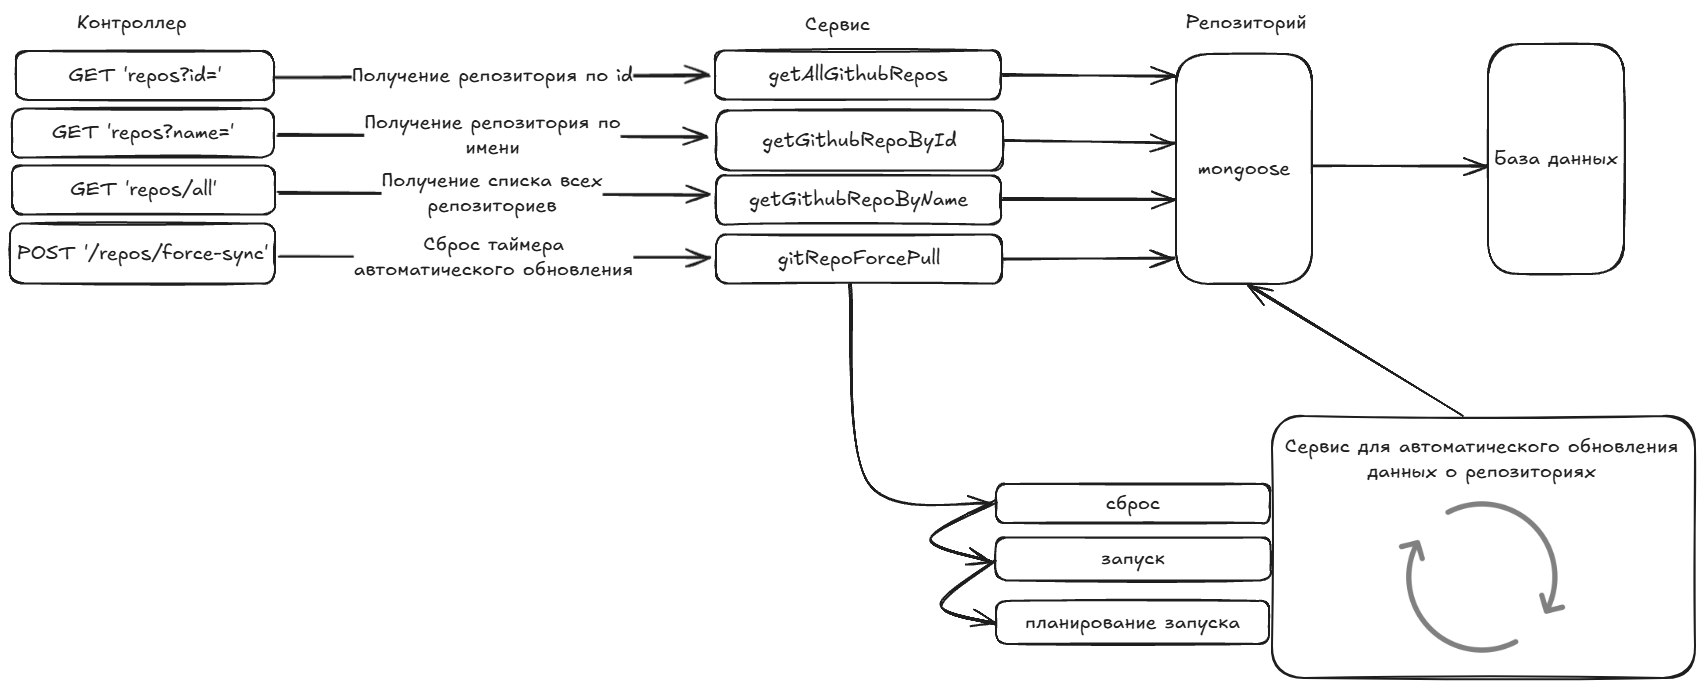 Контроллер
Сервис
Репозиторий
GET 'repos?id='
Получение репозитория по id
getAllGithubRepos
GET 'repos?name='
Получение репозитория по
имени
getGithubRepoById
GET 'repos/all'
Получение списка всех
репозиториев
getGithubRepoByName
POST '/repos/force-sync'
Сброс таймера
автоматического обновления
gitRepoForcePull
mongoose
База данных
Сервис для автоматического обновления
данных о репозиториях
сброс
запуск
планирование запуска